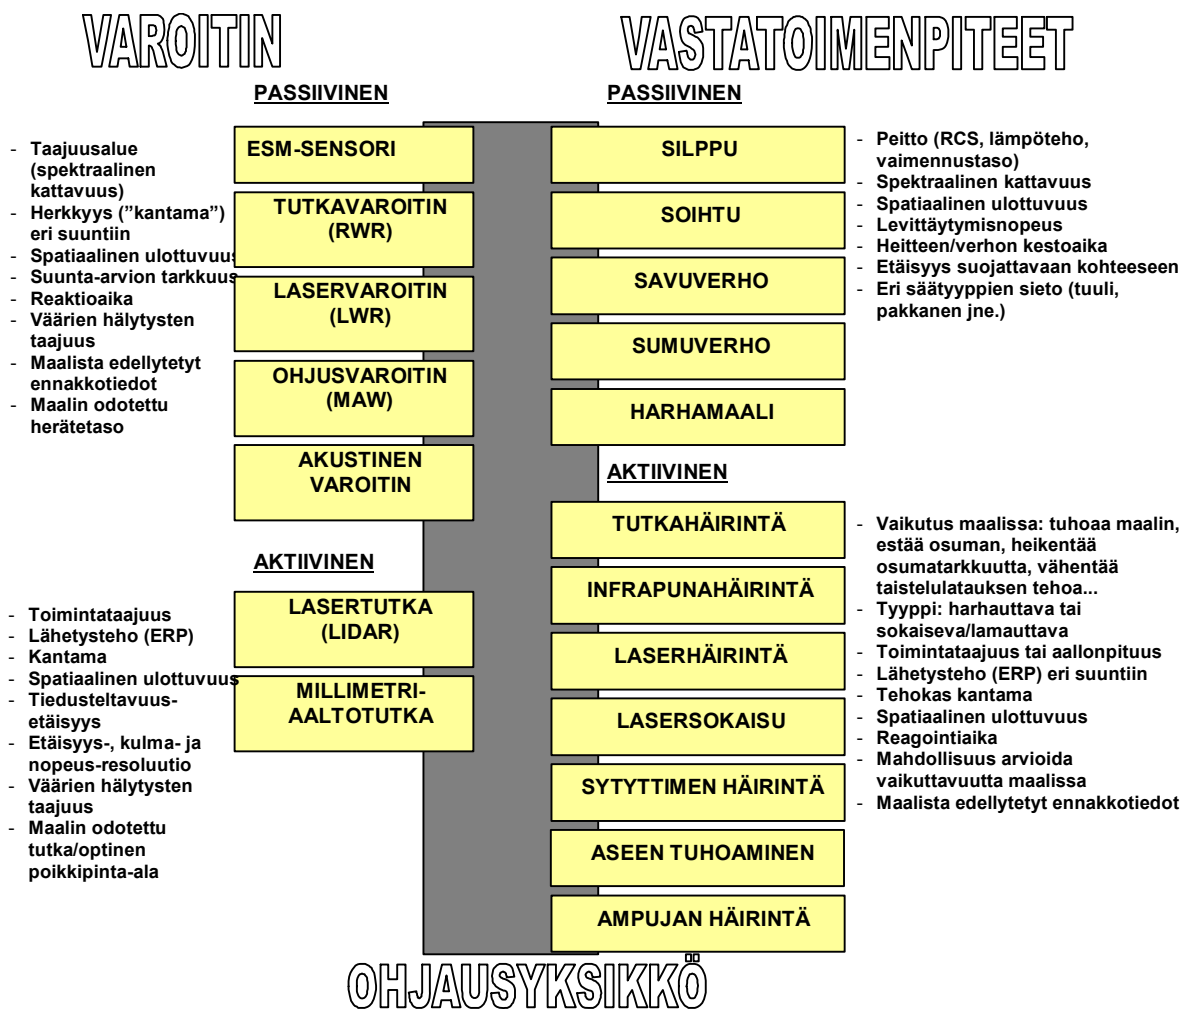 VAROITIN
PASSIIVINEN
- Taajuusalue
(spektraalinen
kattavuus)
- Herkkyys ("kantama")
eri suuntiin
- Spatiaalinen ulottuvuus
- Suunta-arvion tarkkuus
- Reaktioaika
- Väärien hälytysten
taajuus
- Maalista edellytetyt
ennakkotiedot
- Maalin odotettu
herätetaso
ESM-SENSORI
TUTKAVAROITIN
(RWR)
LASERVAROITIN
(LWR)
OHJUSVAROITIN
(MAW)
AKUSTINEN
VAROITIN
AKTIIVINEN
- Toimintataajuus
- Lähetysteho (ERP)
- Kantama
- Spatiaalinen ulottuvuus
- Tiedusteltavuus-
etäisyys
- Etäisyys-, kulma- ja
nopeus-resoluutio
- Väärien hälytysten
taajuus
- Maalin odotettu
tutka/optinen
poikkipinta-ala
LASERTUTKA
(LIDAR)
MILLIMETRI-
AALTOTUTKA
VASTATOIMENPITEET
PASSIIVINEN
SILPPU
SOIHTU
SAVUVERHO
SUMUVERHO
HARHAMAALI
- Peitto (RCS, lämpöteho,
vaimennustaso)
- Spektraalinen kattavuus
- Spatiaalinen ulottuvuus
- Levittäytymisnopeus
- Heitteen/verhon kestoaika
- Etäisyys suojattavaan kohteeseen
- Eri säätyyppien sieto (tuuli,
pakkanen jne.)
AKTIIVINEN
TUTKAHÄIRINTÄ
INFRAPUNAHÄIRINTÄ
LASERHÄIRINTÄ
LASERSOKAISU
SYTYTTIMEN HÄIRINTÄ
ASEEN TUHOAMINEN
AMPUJAN HÄIRINTÄ
- Vaikutus maalissa: tuhoaa maalin,
estää osuman, heikentää
osumatarkkuutta, vähentää
taistelulatauksen tehoa...
- Tyyppi: harhauttava tai
sokaiseva/lamauttava
- Toimintataajuus tai aallonpituus
- Lähetysteho (ERP) eri suuntiin
- Tehokas kantama
- Spatiaalinen ulottuvuus
- Reagointiaika
- Mahdollisuus arvioida
vaikuttavuutta maalissa
- Maalista edellytetyt ennakkotiedot
OHJAUSYKSIKKÖ